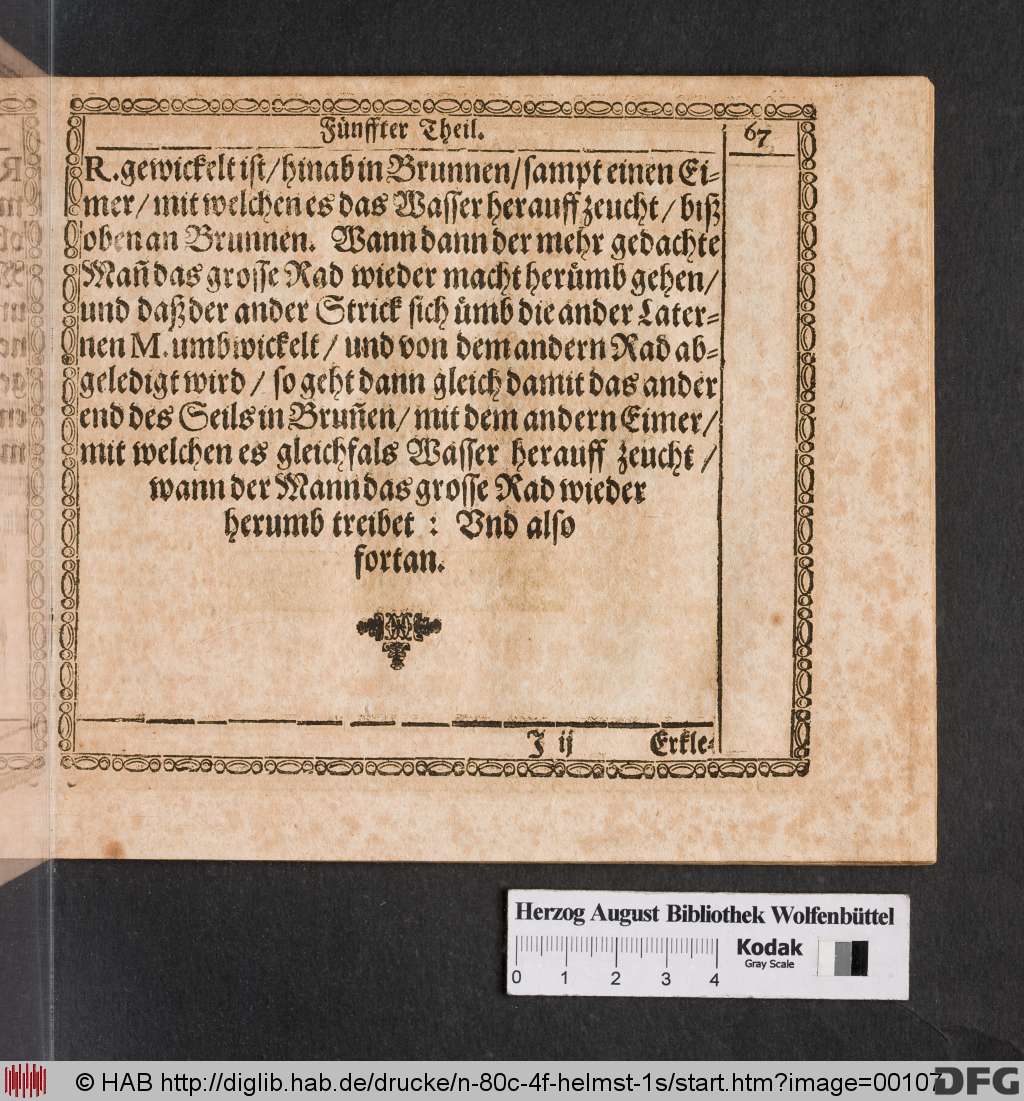 Fünffter Theil.
67
R. gewickelt ist / hinab in Brunnen / sampt einen Ei-
mer / mit welchen es das Wasser herauff zeucht / biß
oben an Brunnen. Wann dann der mehr gedachte
Mañ das grosse Rad wieder macht herümb gehen /
und daß der ander Strick sich ümb die ander Later-
nen M. umbwickelt / und von dem andern Rad ab-
geledigt wird / so geht dann gleich damit das ander
end des Seils in Bruñen / mit dem andern Eimer /
mit welchen es gleichfals Wasser herauff zeucht /
wann der Mann das grosse Rad wieder
herumb treibet : Vnd also
fortan.
J ij Erkle-
Herzog August Bibliothek Wolfenbüttel
Kodak
Gray Scale
0 1 2 3 4
© HAB http://diglib.hab.de/drucke/n-80c-4f-helmst-1s/start.htm?image=00107
DFG